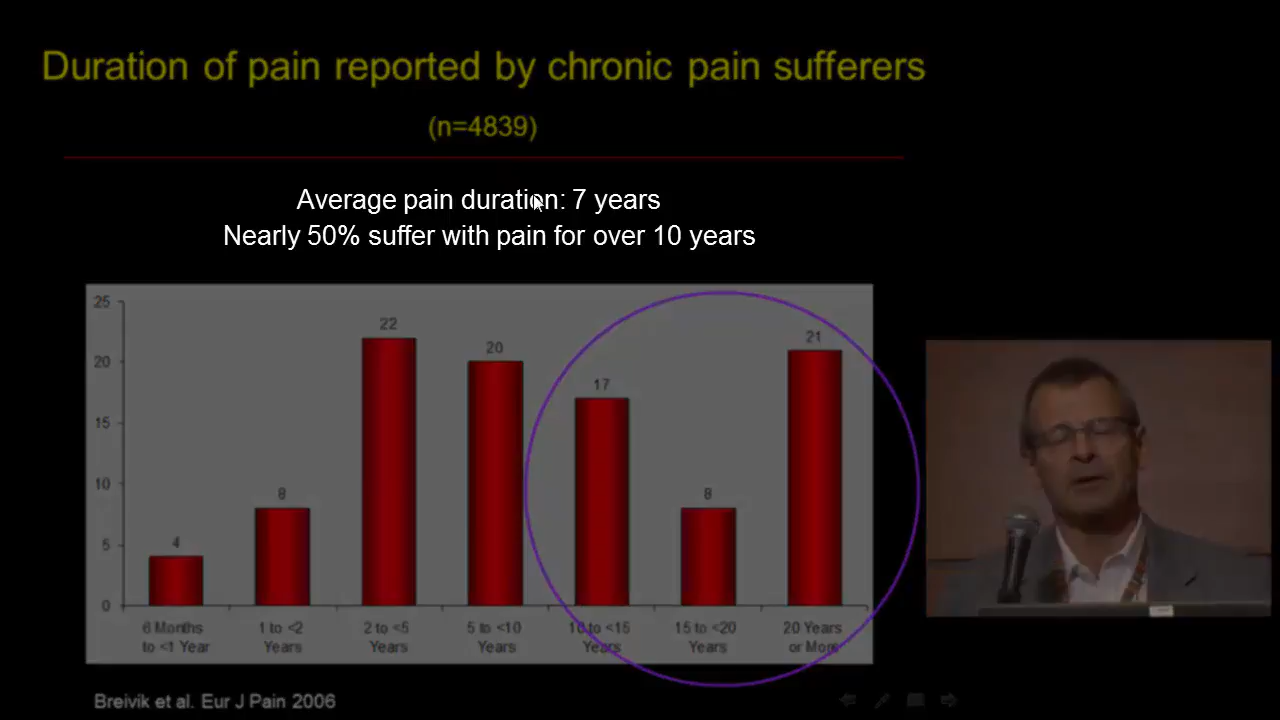 Duration of pain reported by chronic pain sufferers
(n=4839)
Average pain duration: 7 years
Nearly 50% suffer with pain for over 10 years
25
20
15
10
5
0
4
8
22
20
17
8
21
6 Months to <1 Year
1 to <2 Years
2 to <5 Years
5 to <10 Years
10 to <15 Years
15 to <20 Years
20 Years or More
Breivik et al. Eur J Pain 2006